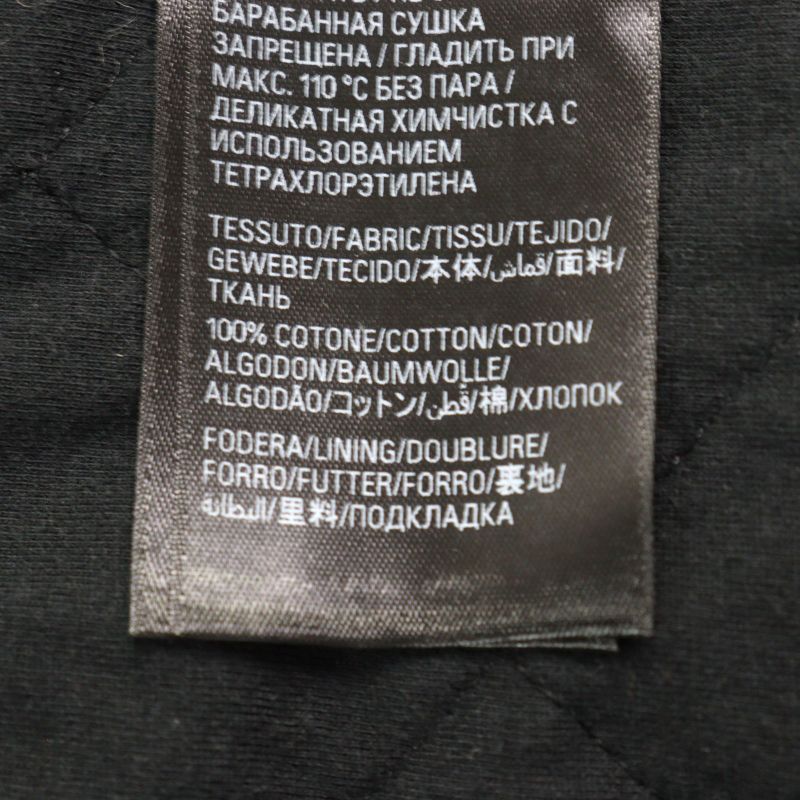 БАРАБАННАЯ СУШКА
ЗАПРЕЩЕНА / ГЛАДИТЬ ПРИ
МАКС. 110 °C БЕЗ ПАРА /
ДЕЛИКАТНАЯ ХИМЧИСТКА С
ИСПОЛЬЗОВАНИЕМ
ТЕТРАХЛОРЭТИЛЕНА
TESSUTO/FABRIC/TISSU/TEJIDO/
GEWEBE/TECIDO/本体/قماش/面料/
ТКАНЬ
100% COTONE/COTTON/COTON/
ALGODON/BAUMWOLLE/
ALGODÃO/コットン/قطن/棉/ХЛОПОК
FODERA/LINING/DOUBLURE/
FORRO/FUTTER/FORRO/裏地/
البطانة/里料/ПОДКЛАДКА